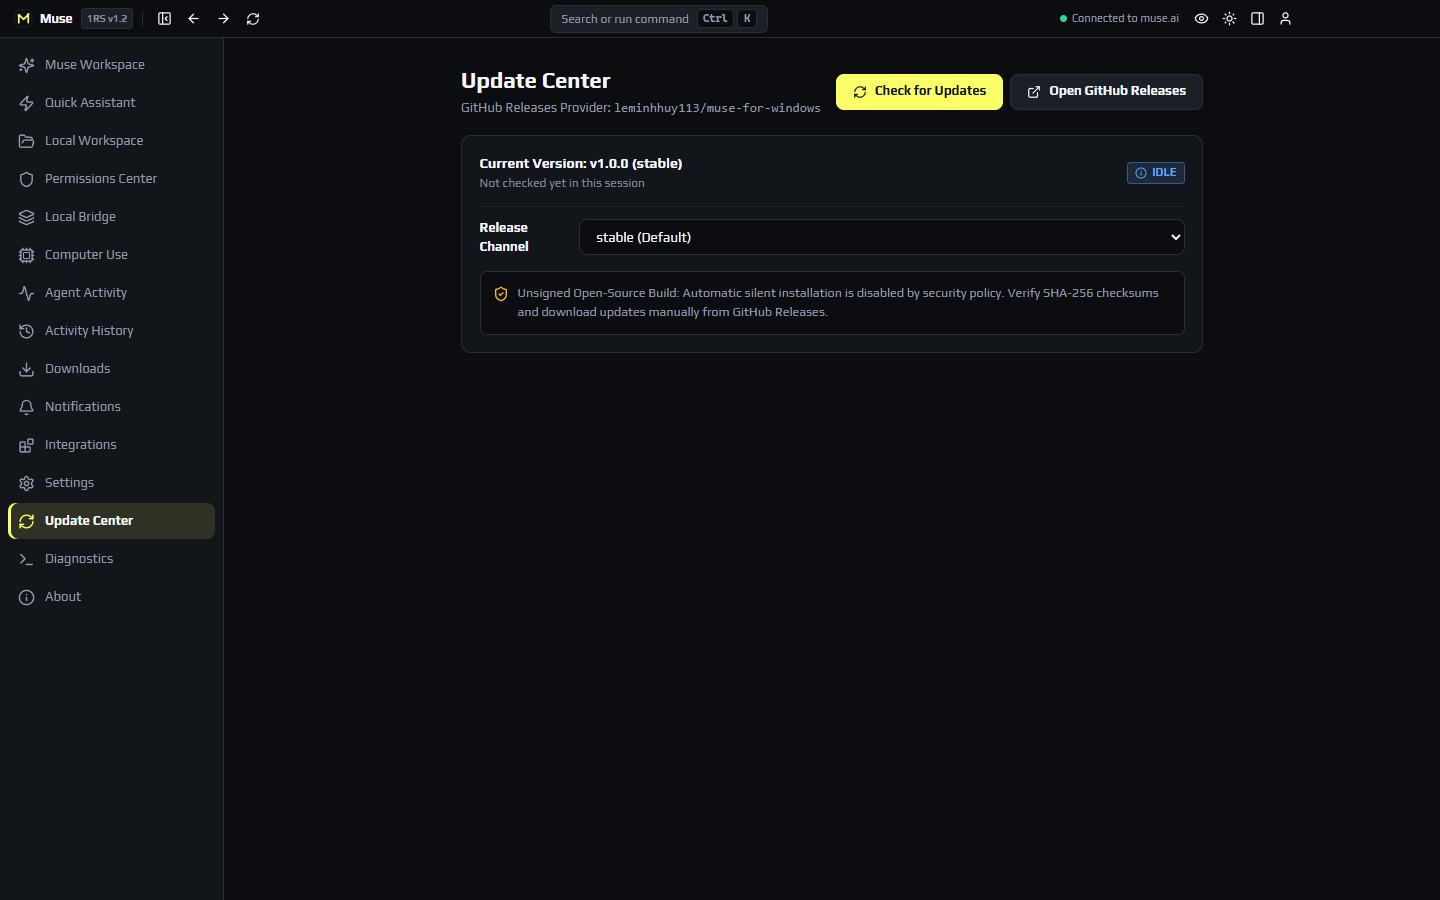 Muse
1RS v1.2
Search or run command Ctrl K
Connected to muse.ai
Muse Workspace
Quick Assistant
Local Workspace
Permissions Center
Local Bridge
Computer Use
Agent Activity
Activity History
Downloads
Notifications
Integrations
Settings
Update Center
Diagnostics
About
Update Center
GitHub Releases Provider: leminhhuy113/muse-for-windows
Check for Updates
Open GitHub Releases
Current Version: v1.0.0 (stable)
Not checked yet in this session
IDLE
Release
Channel
stable (Default)
Unsigned Open-Source Build: Automatic silent installation is disabled by security policy. Verify SHA-256 checksums
and download updates manually from GitHub Releases.